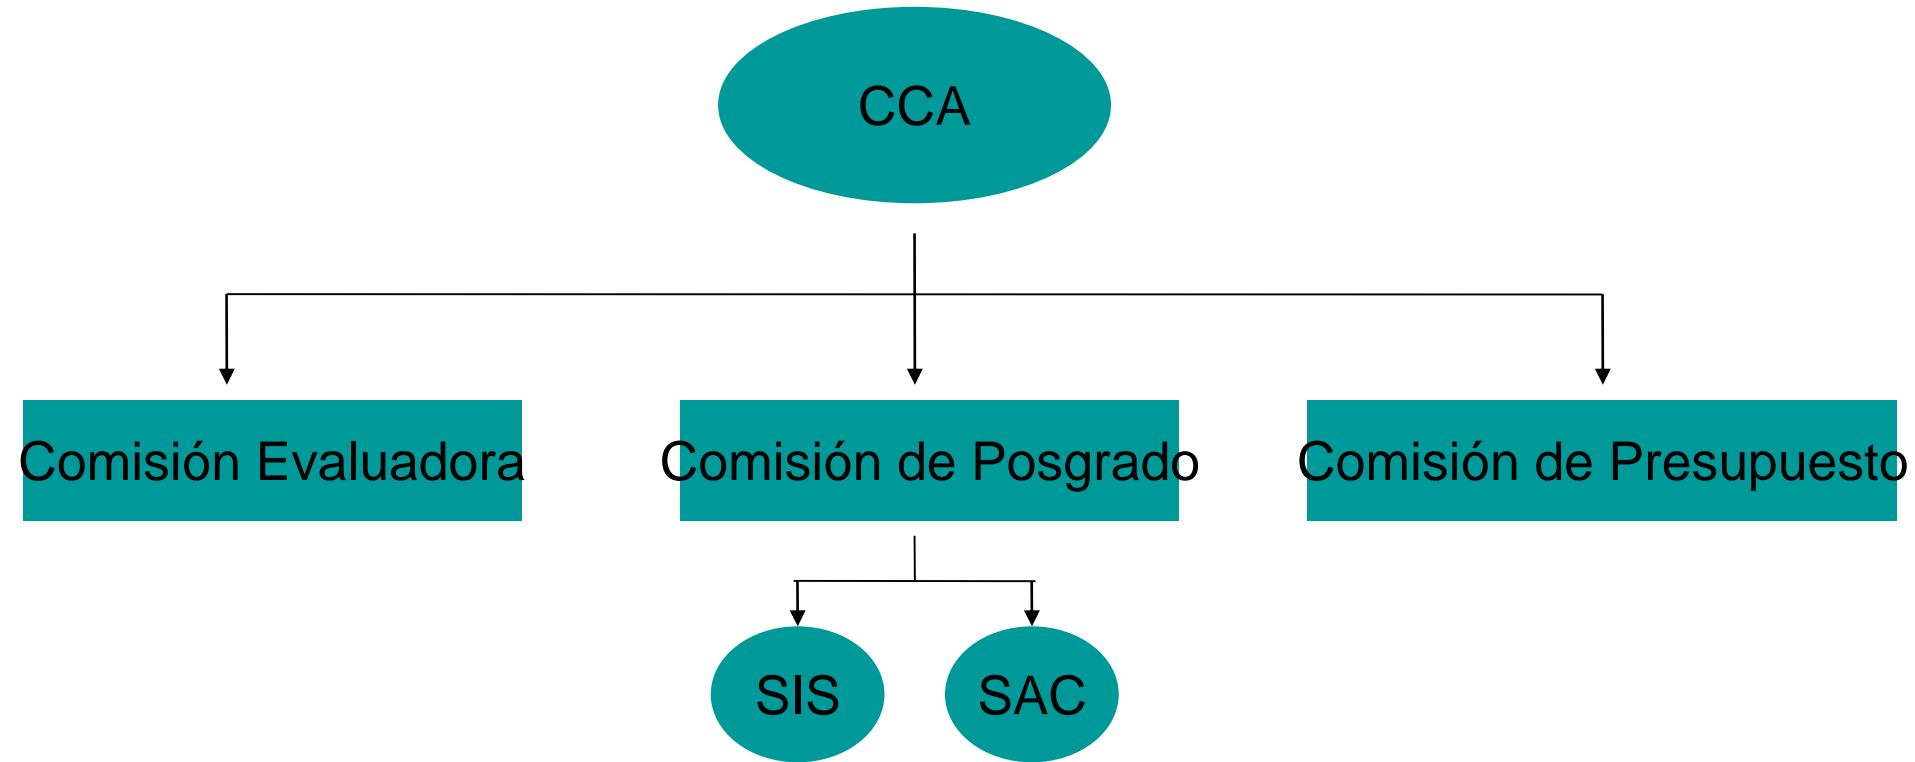 CCA
Comisión Evaluadora
Comisión de Posgrado
Comisión de Presupuesto
SIS
SAC